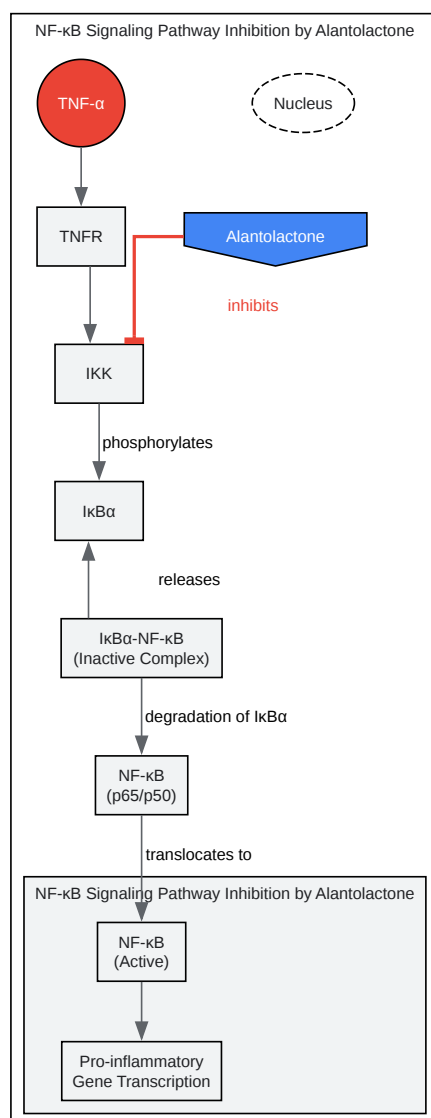 NF-κB Signaling Pathway Inhibition by Alantolactone
TNF-α
Nucleus
TNFR
Alantolactone
inhibits
IKK
phosphorylates
IκBα
releases
IκBα-NF-κB
(Inactive Complex)
degradation of IκBα
NF-κB
(p65/p50)
translocates to
NF-κB Signaling Pathway Inhibition by Alantolactone
NF-κB
(Active)
Pro-inflammatory
Gene Transcription